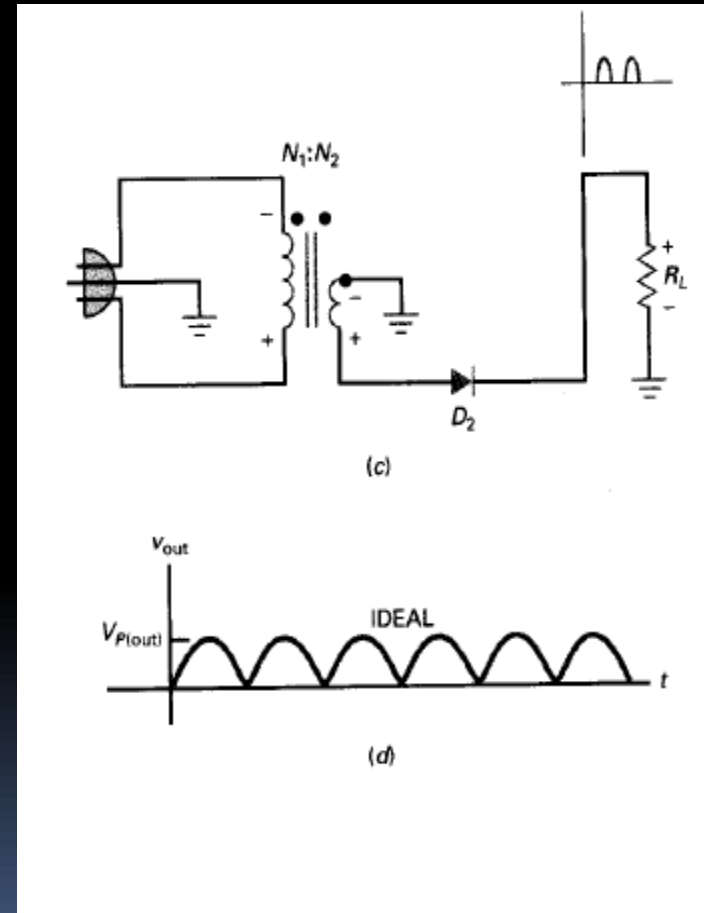 N₁:N₂
−
+
−
+
+
R_L
−
D₂
(c)
v_out
V_P(out)
IDEAL
t
(d)